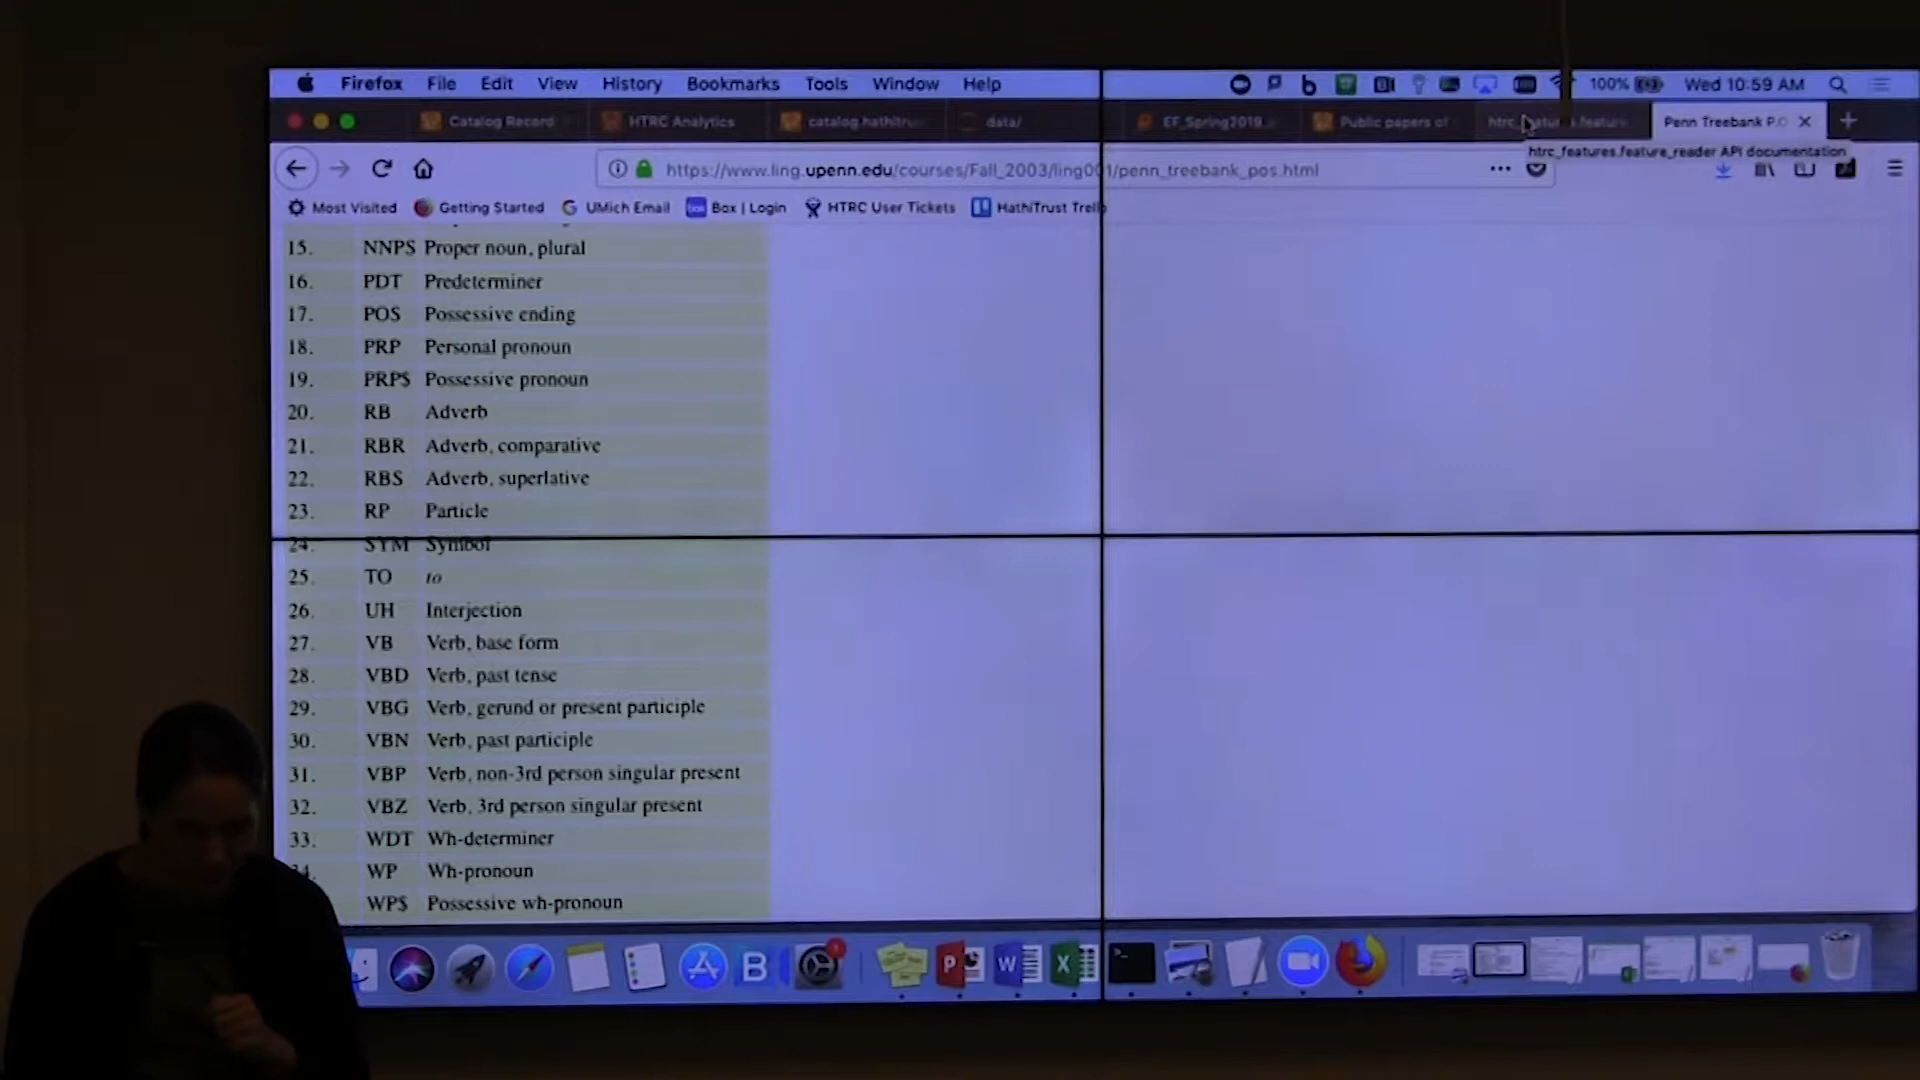 Firefox File Edit View History Bookmarks Tools Window Help 100% Wed 10:59 AM
Catalog Record HTRC Analytics catalog.hathitrus data/ EF_Spring2019 Public papers of htrc_features.feature Penn Treebank P.O
htrc_features.feature_reader API documentation
https://www.ling.upenn.edu/courses/Fall_2003/ling001/penn_treebank_pos.html
Most Visited Getting Started UMich Email Box | Login HTRC User Tickets HathiTrust Trello
15. NNPS Proper noun, plural
16. PDT Predeterminer
17. POS Possessive ending
18. PRP Personal pronoun
19. PRP$ Possessive pronoun
20. RB Adverb
21. RBR Adverb, comparative
22. RBS Adverb, superlative
23. RP Particle
24. SYM Symbol
25. TO to
26. UH Interjection
27. VB Verb, base form
28. VBD Verb, past tense
29. VBG Verb, gerund or present participle
30. VBN Verb, past participle
31. VBP Verb, non-3rd person singular present
32. VBZ Verb, 3rd person singular present
33. WDT Wh-determiner
34. WP Wh-pronoun
WP$ Possessive wh-pronoun